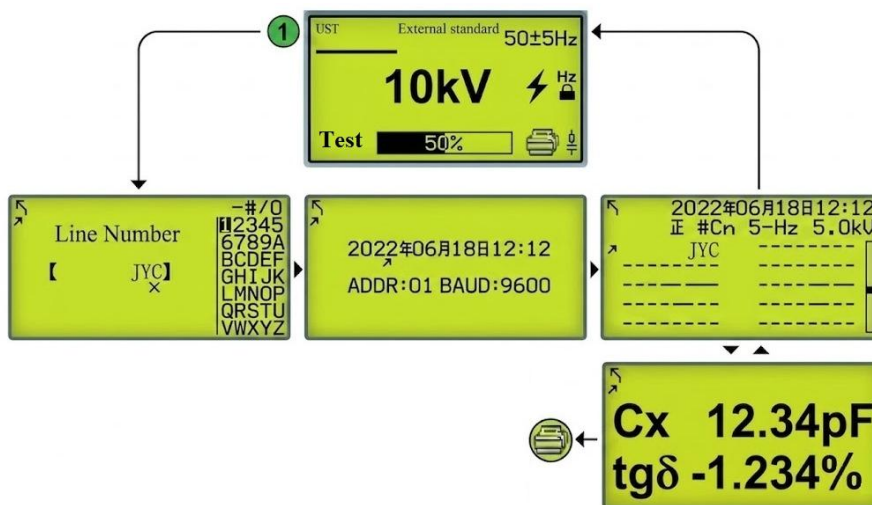 1
UST External standard 50±5Hz
10kV Hz
Test 50%
Line Number
【 JYC】
×
-#/0
12345
6789A
BCDEF
GHIJK
LMNOP
QRSTU
VWXYZ
2022年06月18日12:12
ADDR:01 BAUD:9600
2022年06月18日12:12
正 #Cn 5-Hz 5.0kV
JYC
Cx 12.34pF
tgδ -1.234%